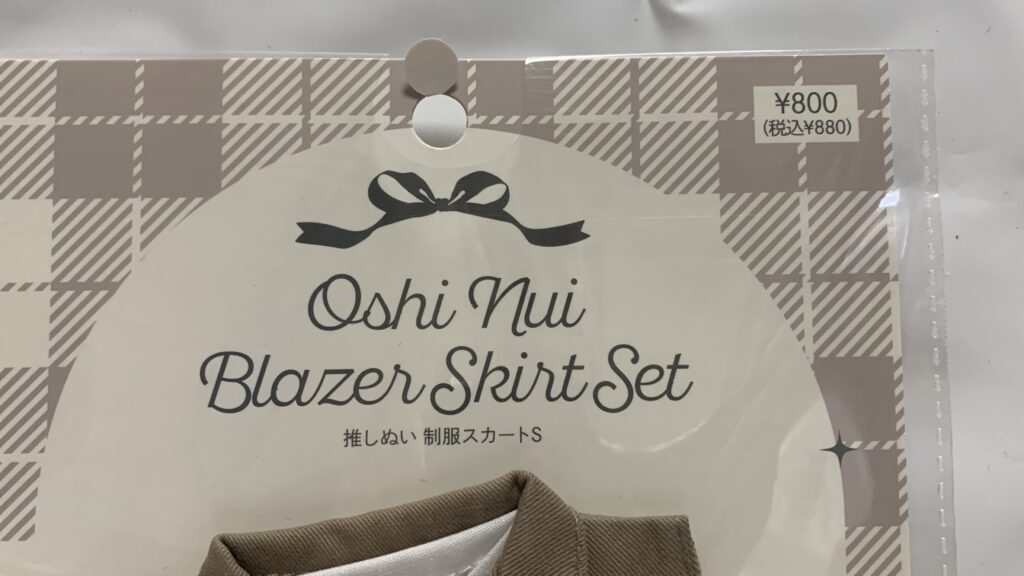 ¥800
(税込¥880)
Oshi Nui
Blazer Skirt Set
推しぬい 制服スカートS